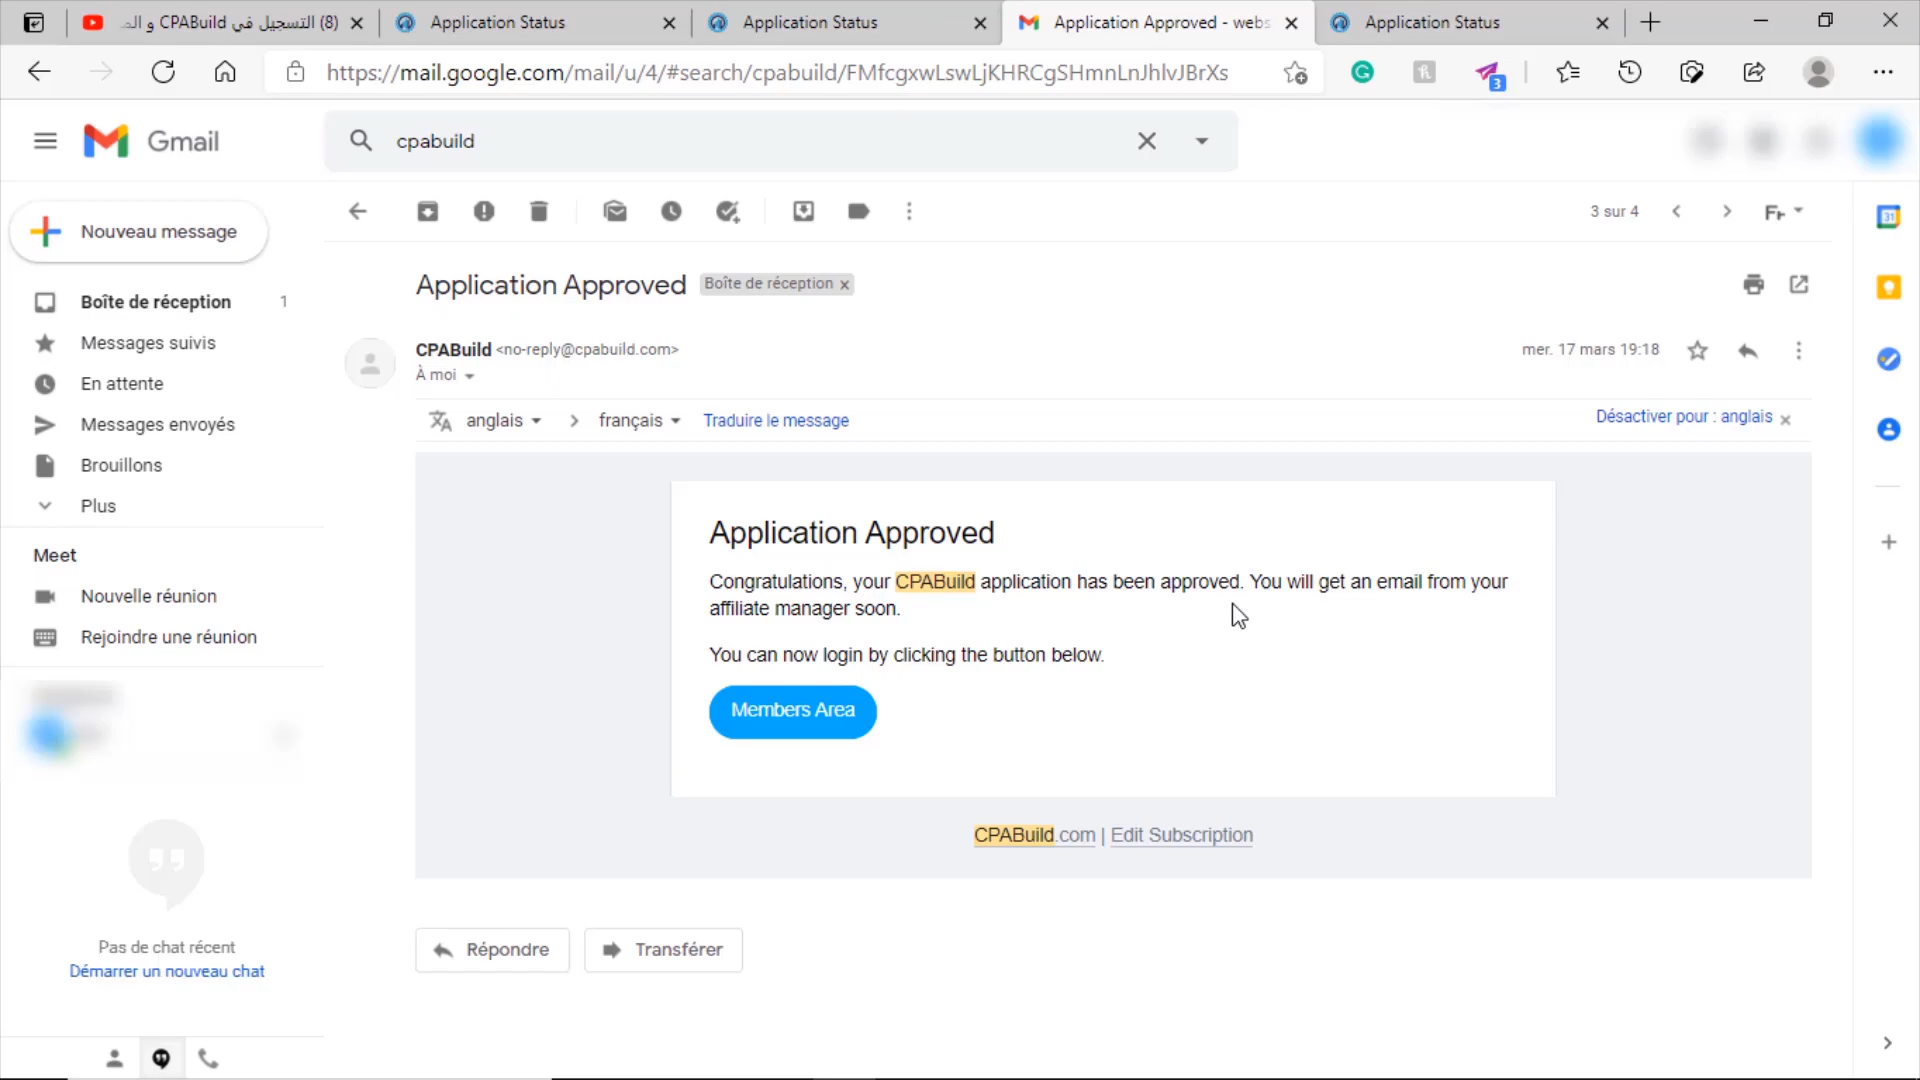 (8) التسجيل في CPABuild و الـمـ
Application Status
Application Status
Application Approved - webs
Application Status
https://mail.google.com/mail/u/4/#search/cpabuild/FMfcgxwLswLjKHRCgSHmnLnJhlvJBrXs
3
Gmail
cpabuild
Nouveau message
3 sur 4
Boîte de réception 1
Messages suivis
En attente
Messages envoyés
Brouillons
Plus
Meet
Nouvelle réunion
Rejoindre une réunion
Pas de chat récent
Démarrer un nouveau chat
Application Approved Boîte de réception x
CPABuild <no-reply@cpabuild.com>
mer. 17 mars 19:18
À moi
anglais > français Traduire le message
Désactiver pour : anglais x
Application Approved
Congratulations, your CPABuild application has been approved. You will get an email from your
affiliate manager soon.
You can now login by clicking the button below.
Members Area
CPABuild.com | Edit Subscription
Répondre
Transférer
31